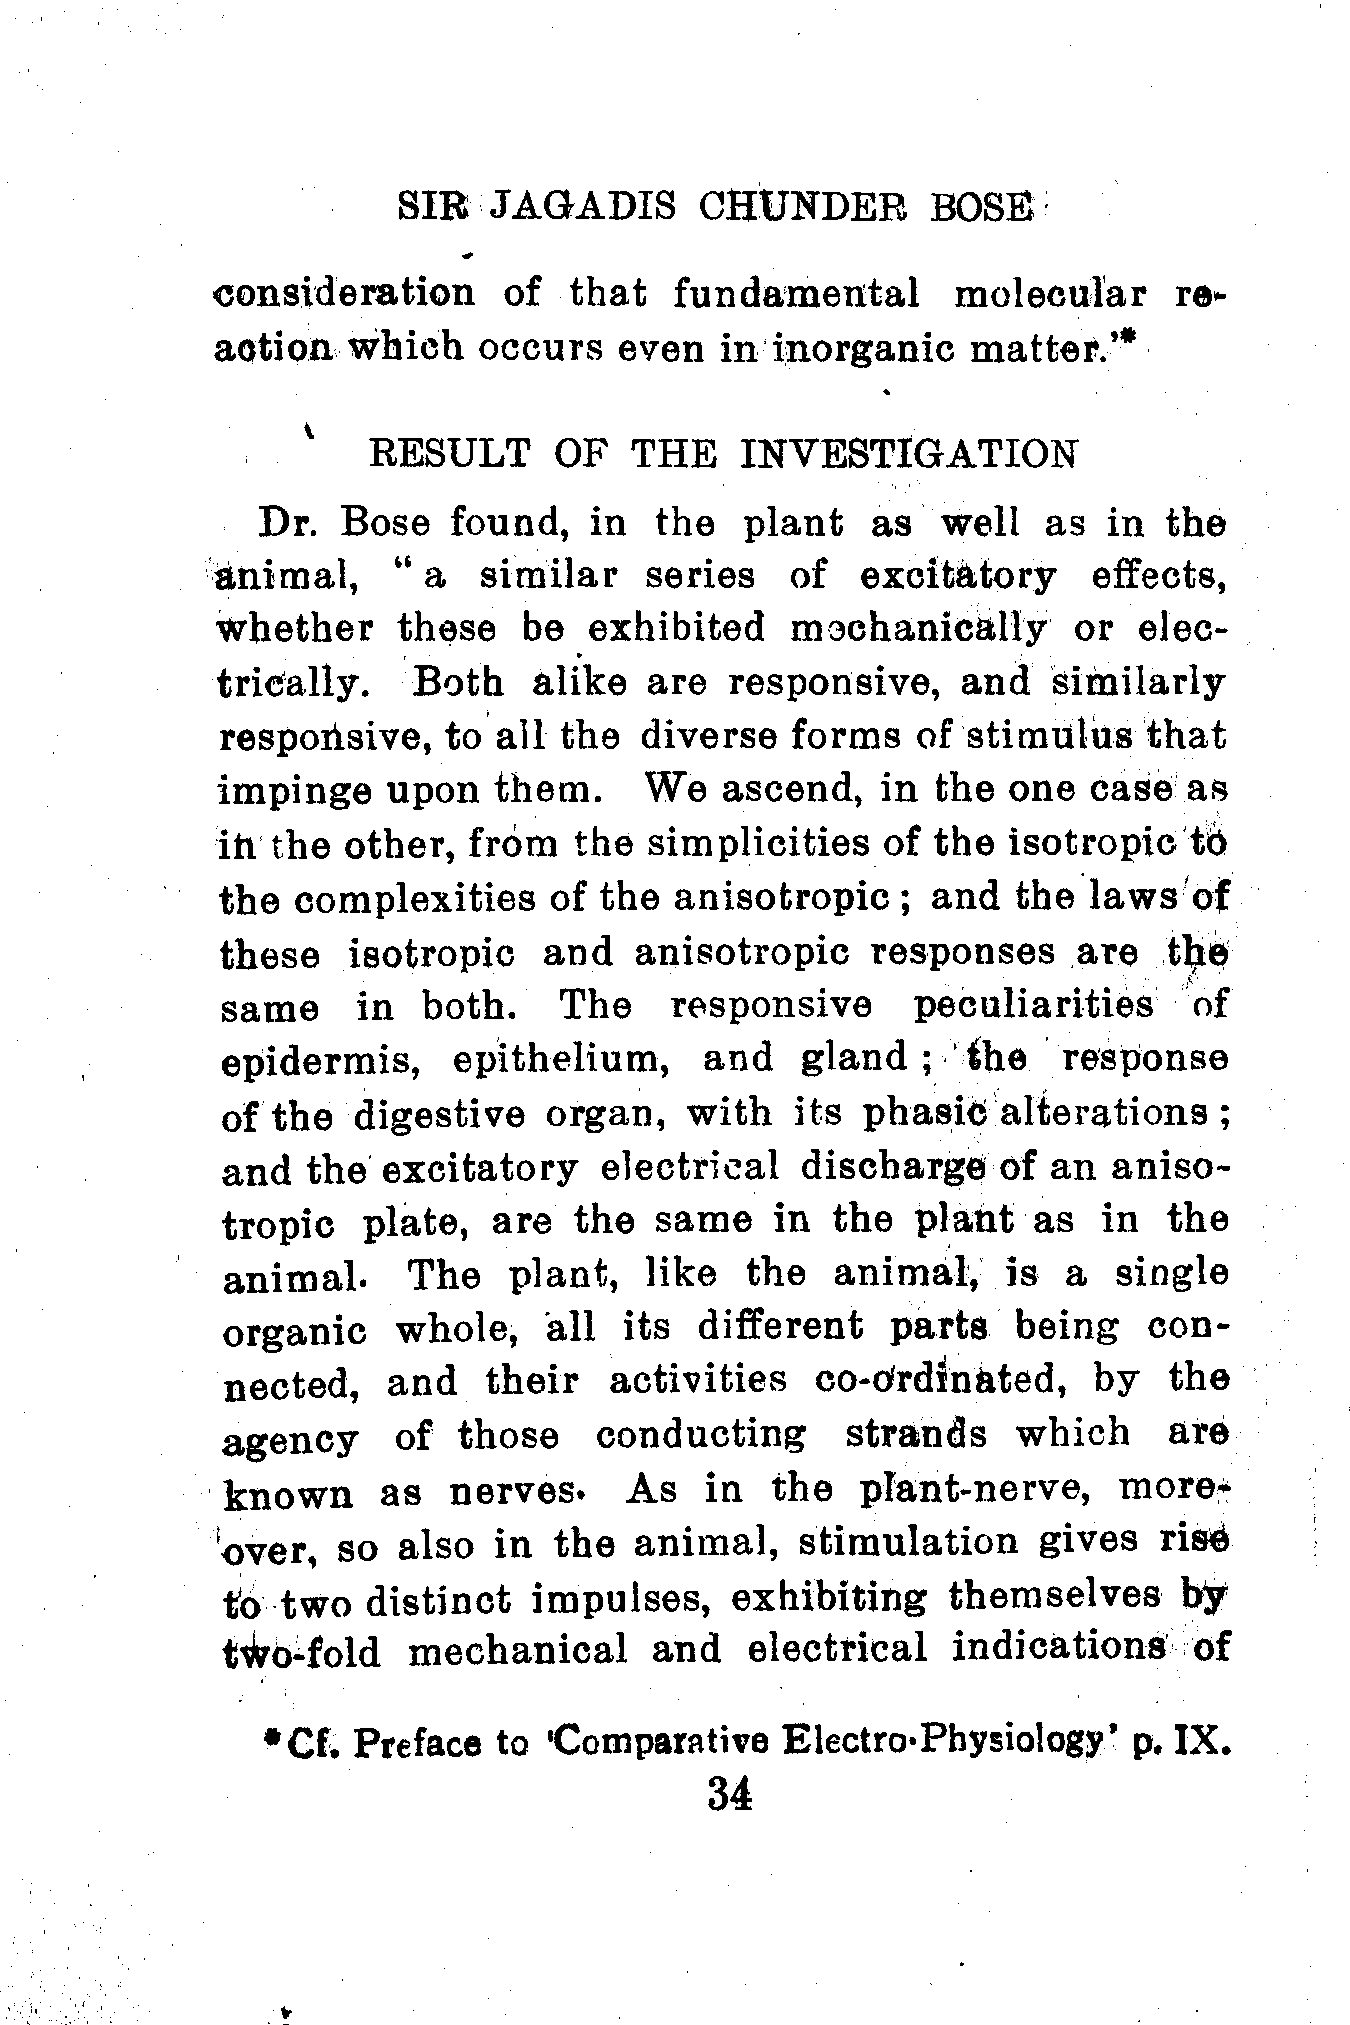 SIR JAGADIS CHUNDER BOSE
consideration of that fundamental molecular re-
action which occurs even in inorganic matter.'*
RESULT OF THE INVESTIGATION
Dr. Bose found, in the plant as well as in the
animal, “ a similar series of excitatory effects,
whether these be exhibited mechanically or elec-
trically. Both alike are responsive, and similarly
responsive, to all the diverse forms of stimulus that
impinge upon them. We ascend, in the one case as
in the other, from the simplicities of the isotropic to
the complexities of the anisotropic ; and the laws of
these isotropic and anisotropic responses are the
same in both. The responsive peculiarities of
epidermis, epithelium, and gland ; the response
of the digestive organ, with its phasic alterations ;
and the excitatory electrical discharge of an aniso-
tropic plate, are the same in the plant as in the
animal. The plant, like the animal, is a single
organic whole, all its different parts being con-
nected, and their activities co-ordinated, by the
agency of those conducting strands which are
known as nerves. As in the plant-nerve, more-
over, so also in the animal, stimulation gives rise
to two distinct impulses, exhibiting themselves by
two-fold mechanical and electrical indications of
*Cf. Preface to 'Comparative Electro-Physiology' p. IX.
34